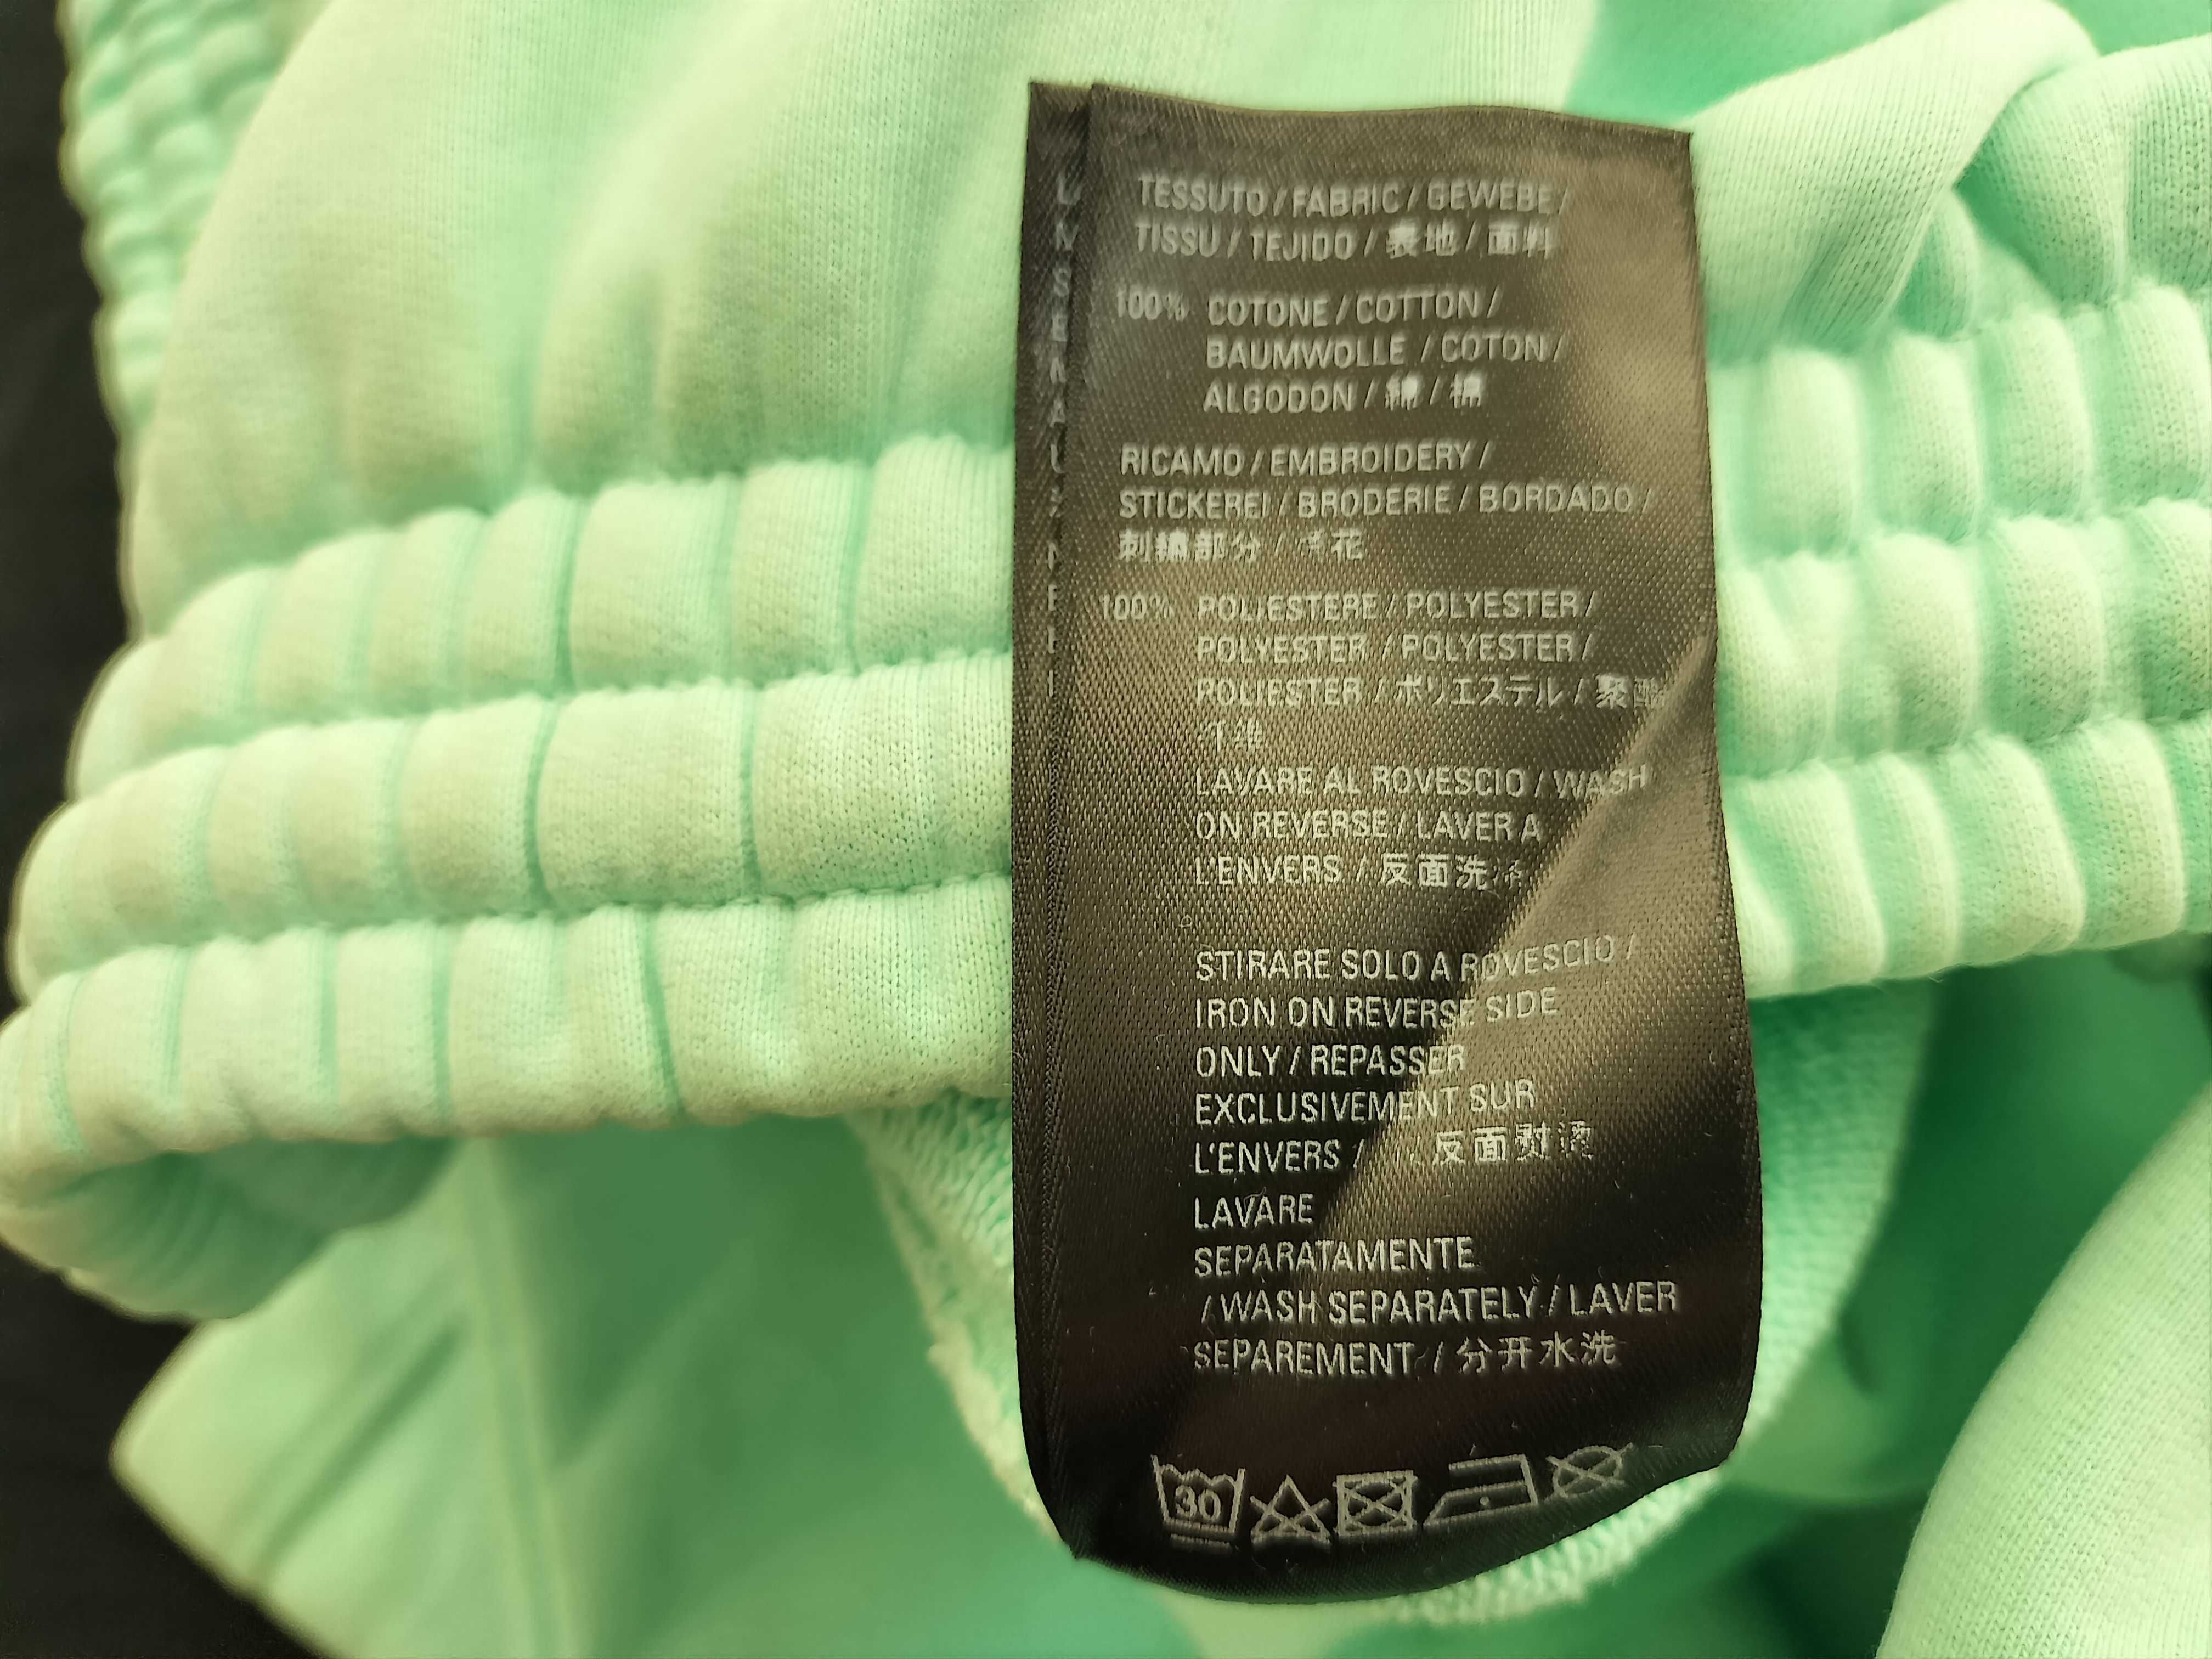 TESSUTO / FABRIC / GEWEBE /
TISSU / TEJIDO / 表地 / 面料
100% COTONE / COTTON /
BAUMWOLLE / COTON /
ALGODON / 綿 / 棉
RICAMO / EMBROIDERY /
STICKEREI / BRODERIE / BORDADO /
刺繍部分 / 花
100% POLIESTERE / POLYESTER /
POLYESTER / POLYESTER /
POLIESTER / ポリエステル / 聚
LAVARE AL ROVESCIO / WASH
ON REVERSE / LAVER A
L'ENVERS / 反面洗
STIRARE SOLO A ROVESCIO /
IRON ON REVERSE SIDE
ONLY / REPASSER
EXCLUSIVEMENT SUR
L'ENVERS / 反面熨烫
LAVARE
SEPARATAMENTE
/ WASH SEPARATELY / LAVER
SEPAREMENT / 分开水洗
30